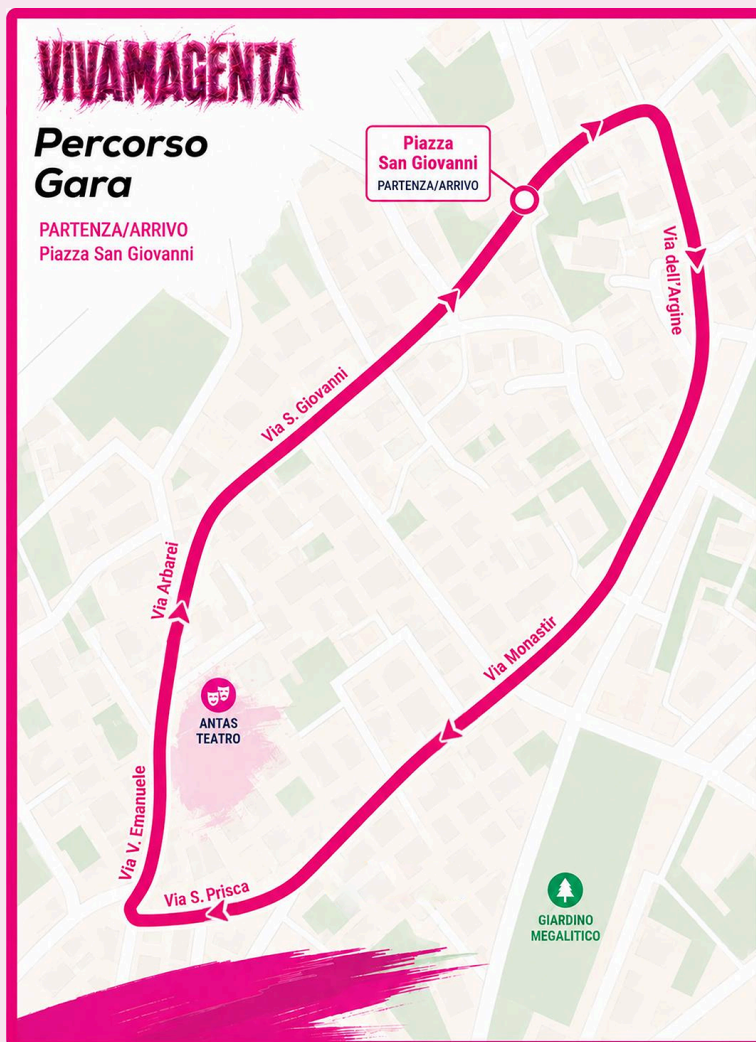 VIVAMAGENTA
Percorso
Gara
PARTENZA/ARRIVO
Piazza San Giovanni
Piazza
San Giovanni
PARTENZA/ARRIVO
Via dell'Argine
Via S. Giovanni
Via Arbarei
Via Monastir
ANTAS
TEATRO
Via V. Emanuele
Via S. Prisca
GIARDINO
MEGALITICO